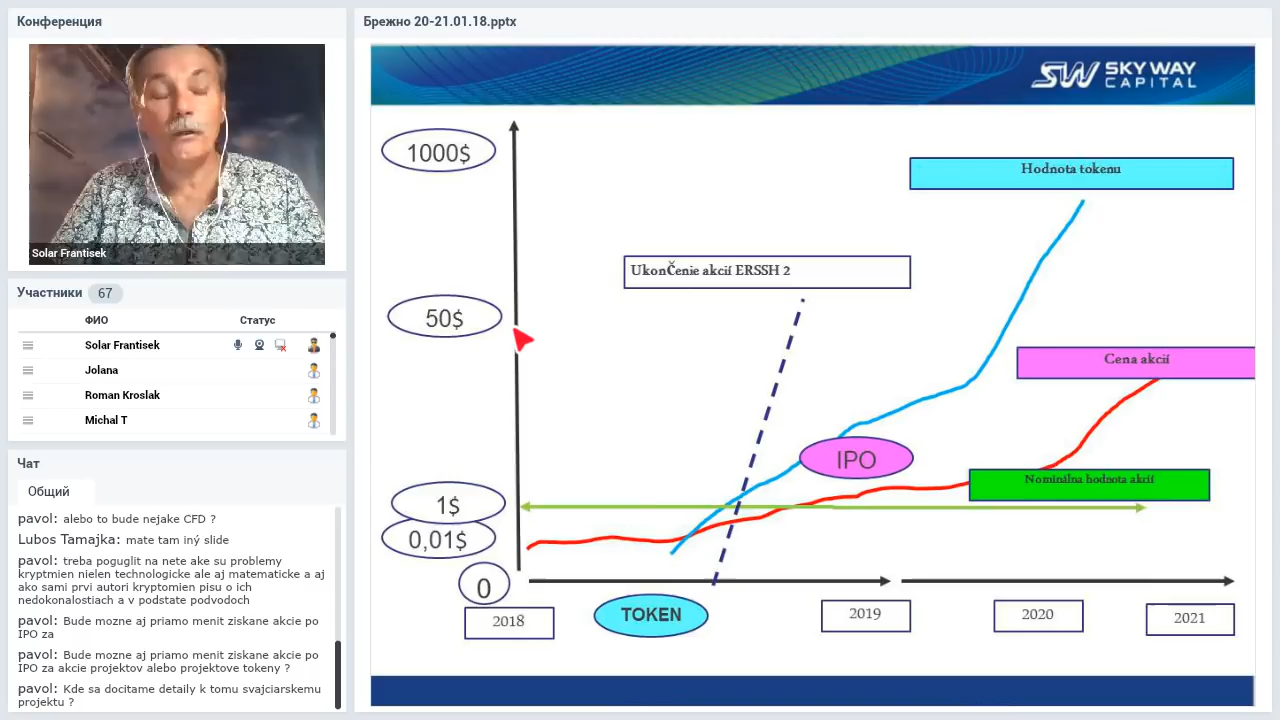 Конференция
Solar Frantisek
Участники 67
ФИО Статус
Solar Frantisek
Jolana
Roman Kroslak
Michal T
Чат
Общий
pavol: alebo to bude nejake CFD ?
Lubos Tamajka: mate tam iný slide
pavol: treba poguglit na nete ake su problemy
kryptmien nielen technologicke ale aj matematicke a aj
ako sami prvi autori kryptomien pisu o ich
nedokonalostiach a v podstate podvodoch
pavol: Bude mozne aj priamo menit ziskane akcie po
IPO za
pavol: Bude mozne aj priamo menit ziskane akcie po
IPO za akcie projektov alebo projektove tokeny ?
pavol: Kde sa docitame detaily k tomu svajciarskemu
projektu ?
Брежно 20-21.01.18.pptx
SW SKY WAY
CAPITAL
1000$
Hodnota tokenu
UkonČenie akcií ERSSH 2
50$
Cena akcií
IPO
Nominálna hodnota akcií
1$
0,01$
0
2018
TOKEN
2019
2020
2021